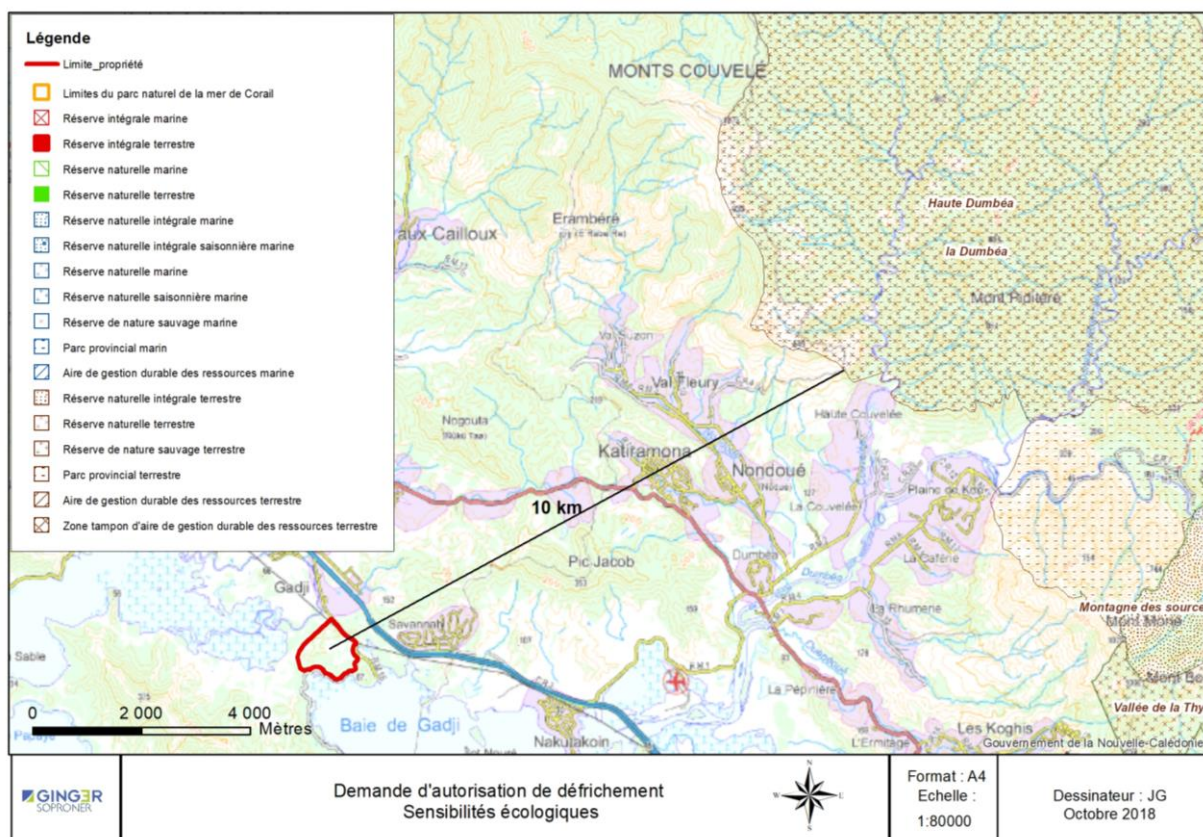 Légende
Limite_propriété
Limites du parc naturel de la mer de Corail
Réserve intégrale marine
Réserve intégrale terrestre
Réserve naturelle marine
Réserve naturelle terrestre
Réserve naturelle intégrale marine
Réserve naturelle intégrale saisonnière marine
Réserve naturelle marine
Réserve naturelle saisonnière marine
Réserve de nature sauvage marine
Parc provincial marin
Aire de gestion durable des ressources marine
Réserve naturelle intégrale terrestre
Réserve naturelle terrestre
Réserve de nature sauvage terrestre
Parc provincial terrestre
Aire de gestion durable des ressources terrestre
Zone tampon d'aire de gestion durable des ressources terrestre
MONTS COUVELÉ
Haute Dumbéa
la Dumbéa
Erambéré
aux Cailloux
Mont Piditéré
Val Suzon
Val Fleury
Haute Couvelée
Nogouta
Katiramona
Nondoué
Plaine de Koé
10 km
La Couvelée
La Caférie
Pic Jacob
Dumbéa
Dumbéa
Gadji
La Rhumerie
Savannah
Montagne des source
Mont Mone
La Pépinière
Vallée de la Thy
Baie de Gadji
Nakutakoin
Les Koghis
L'Ermitage
0 2 000 4 000
Mètres
Gouvernement de la Nouvelle-Calédonie
GINGER
SOPRONER
Demande d'autorisation de défrichement
Sensibilités écologiques
N
W E
S
Format : A4
Echelle :
1:80000
Dessinateur : JG
Octobre 2018